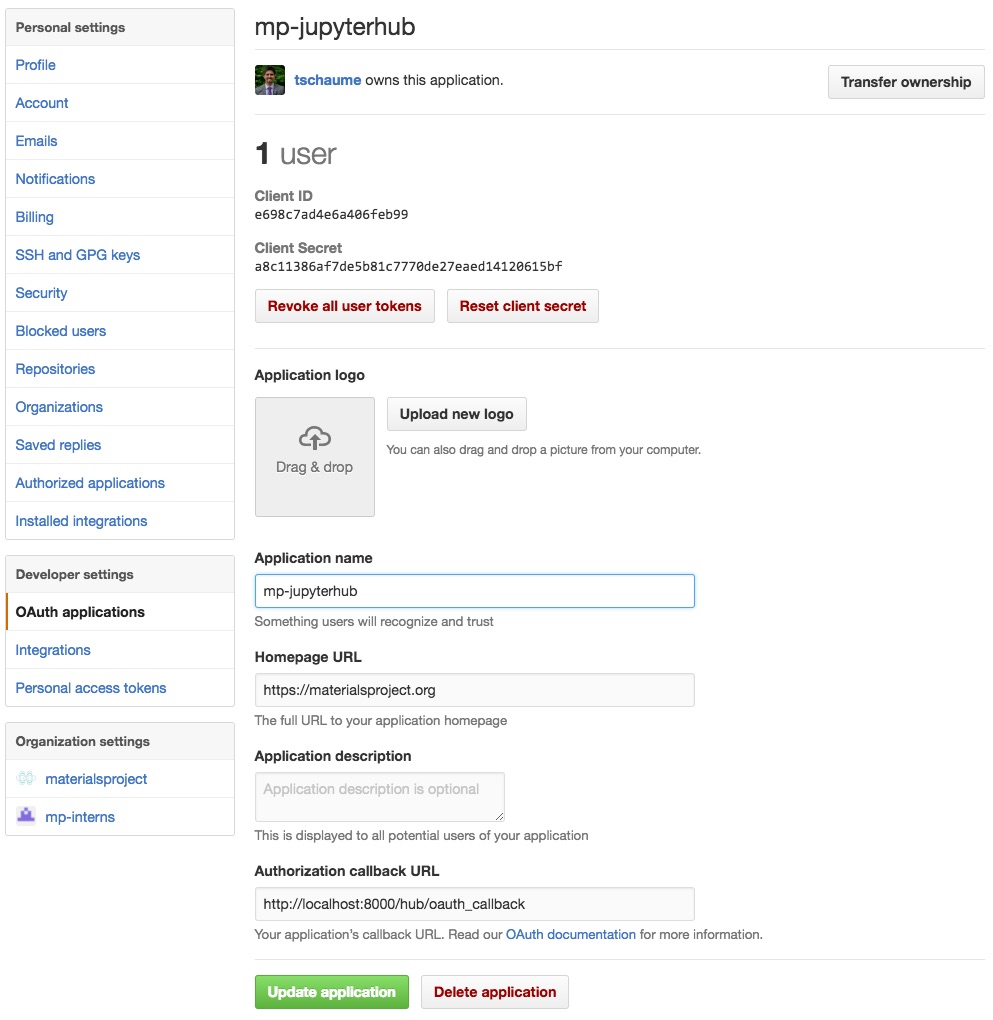 Personal settings
Profile
Account
Emails
Notifications
Billing
SSH and GPG keys
Security
Blocked users
Repositories
Organizations
Saved replies
Authorized applications
Installed integrations
Developer settings
OAuth applications
Integrations
Personal access tokens
Organization settings
materialsproject
mp-interns
mp-jupyterhub
tschaume owns this application.
Transfer ownership
1 user
Client ID
e698c7ad4e6a406feb99
Client Secret
a8c11386af7de5b81c7770de27eaed14120615bf
Revoke all user tokens
Reset client secret
Application logo
Drag & drop
Upload new logo
You can also drag and drop a picture from your computer.
Application name
mp-jupyterhub
Something users will recognize and trust
Homepage URL
https://materialsproject.org
The full URL to your application homepage
Application description
Application description is optional
This is displayed to all potential users of your application
Authorization callback URL
http://localhost:8000/hub/oauth_callback
Your application's callback URL. Read our OAuth documentation for more information.
Update application
Delete application